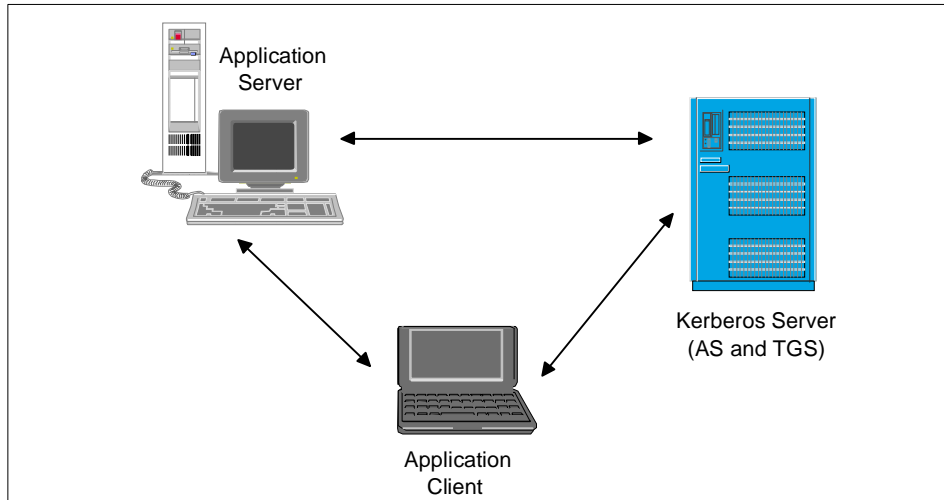 Application
Server
Kerberos Server
(AS and TGS)
Application
Client